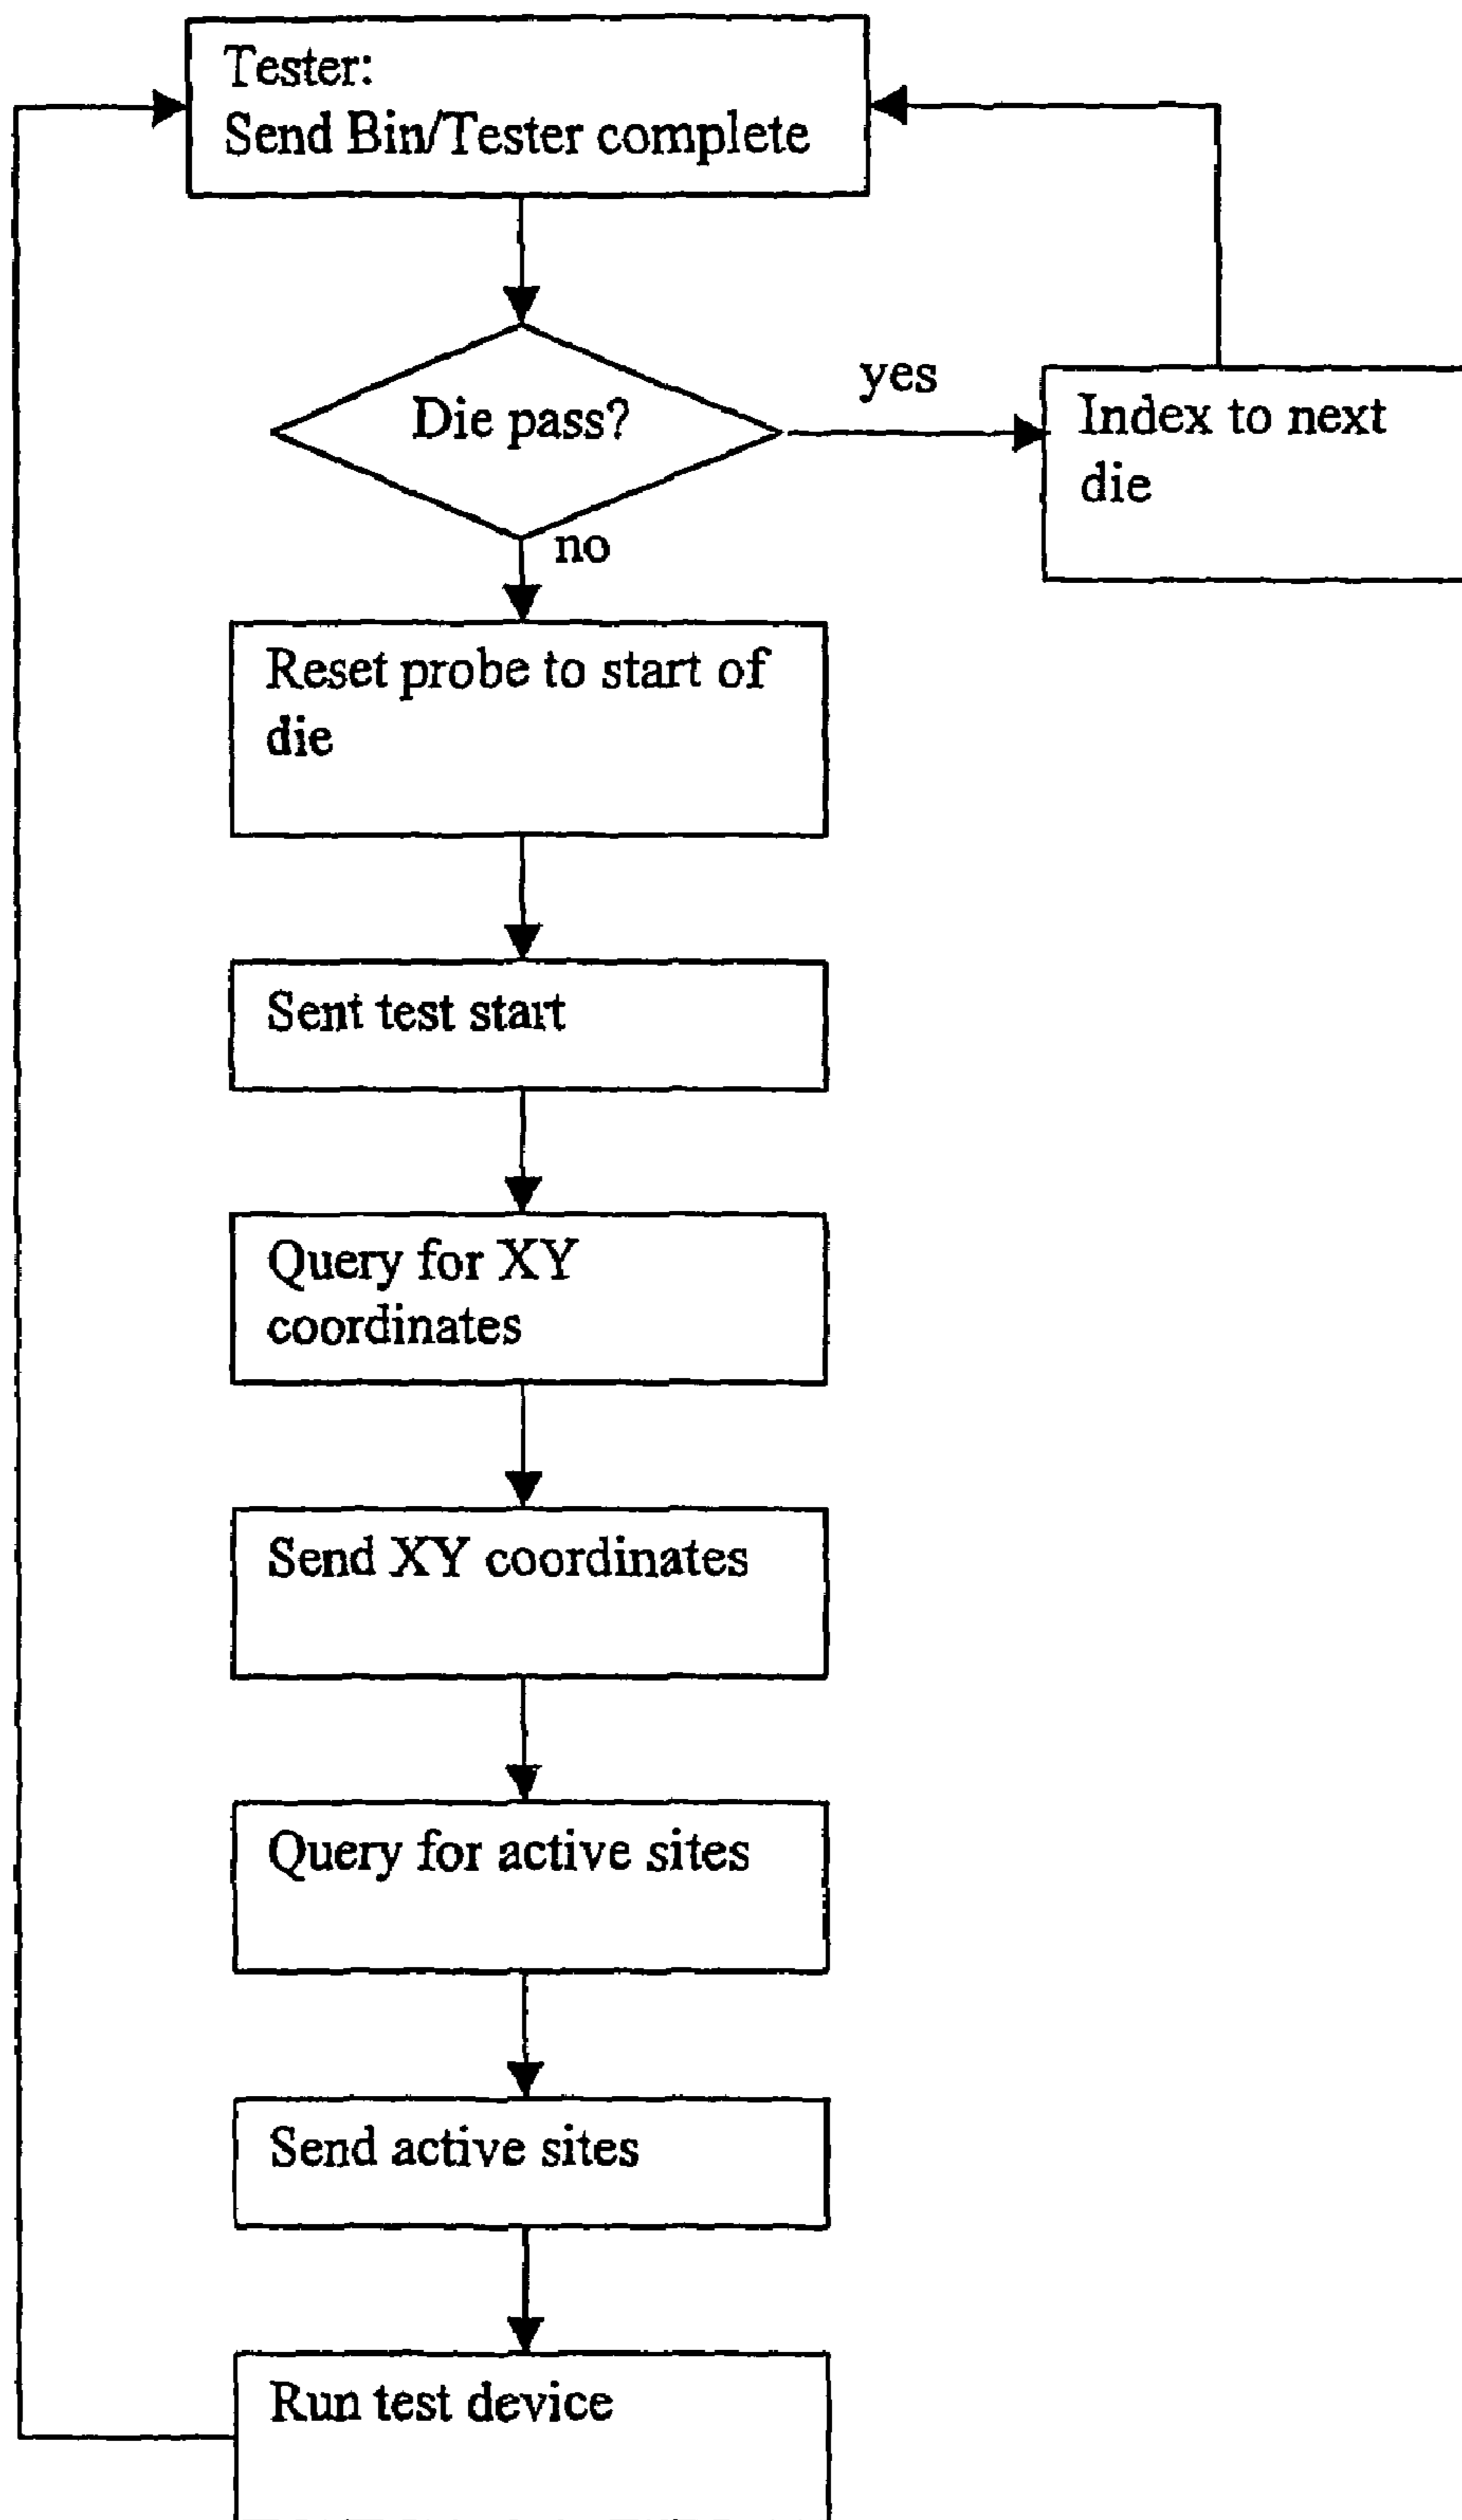 Tester:
Send Bin/Tester complete
Die pass?
yes
Index to next
die
no
Reset probe to start of
die
Sent test start
Query for XY
coordinates
Send XY coordinates
Query for active sites
Send active sites
Run test device